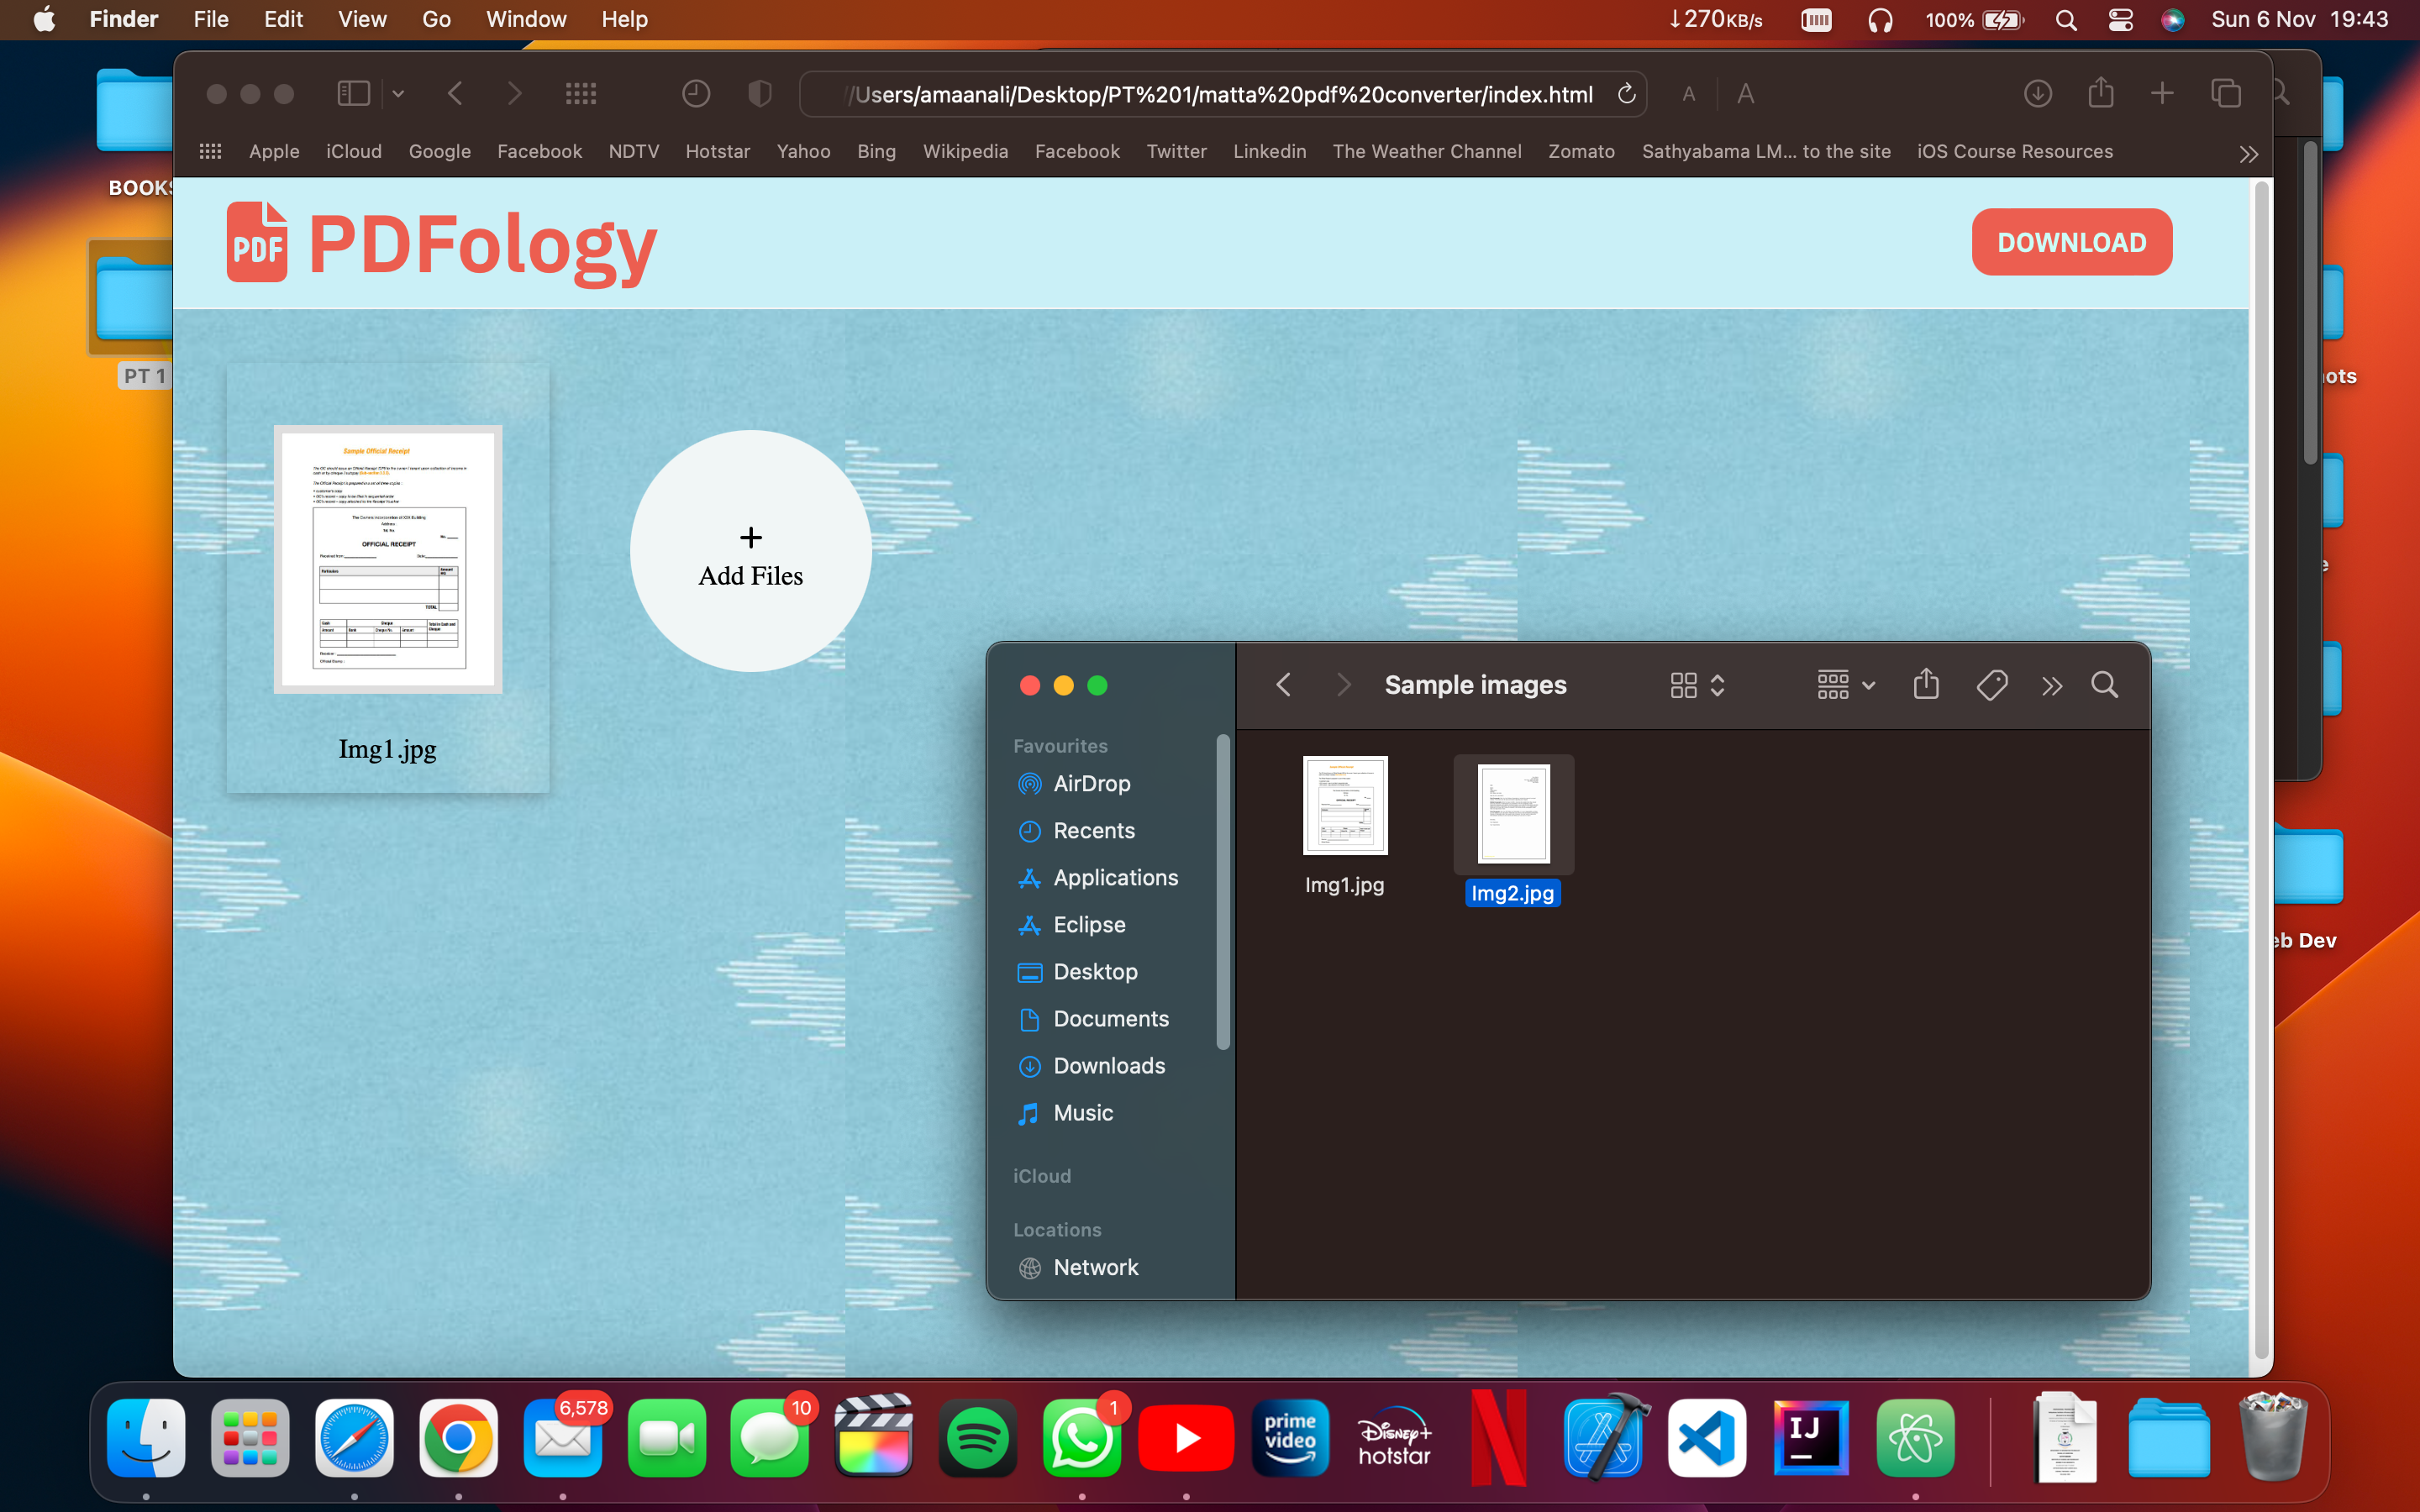 Finder File Edit View Go Window Help
↓270KB/s 100% Sun 6 Nov 19:43
//Users/amaanali/Desktop/PT%201/matta%20pdf%20converter/index.html
A A
Apple iCloud Google Facebook NDTV Hotstar Yahoo Bing Wikipedia Facebook Twitter Linkedin The Weather Channel Zomato Sathyabama LM... to the site iOS Course Resources
BOOKS
PT 1
PDF PDFology
DOWNLOAD
Sample Official Receipt
OFFICIAL RECEIPT
TOTAL
Img1.jpg
+
Add Files
Sample images
Favourites
AirDrop
Recents
Applications
Eclipse
Desktop
Documents
Downloads
Music
iCloud
Locations
Network
Img1.jpg
Img2.jpg
ots
e
eb Dev
6,578
10
1
prime
video
Disney+
hotstar
IJ